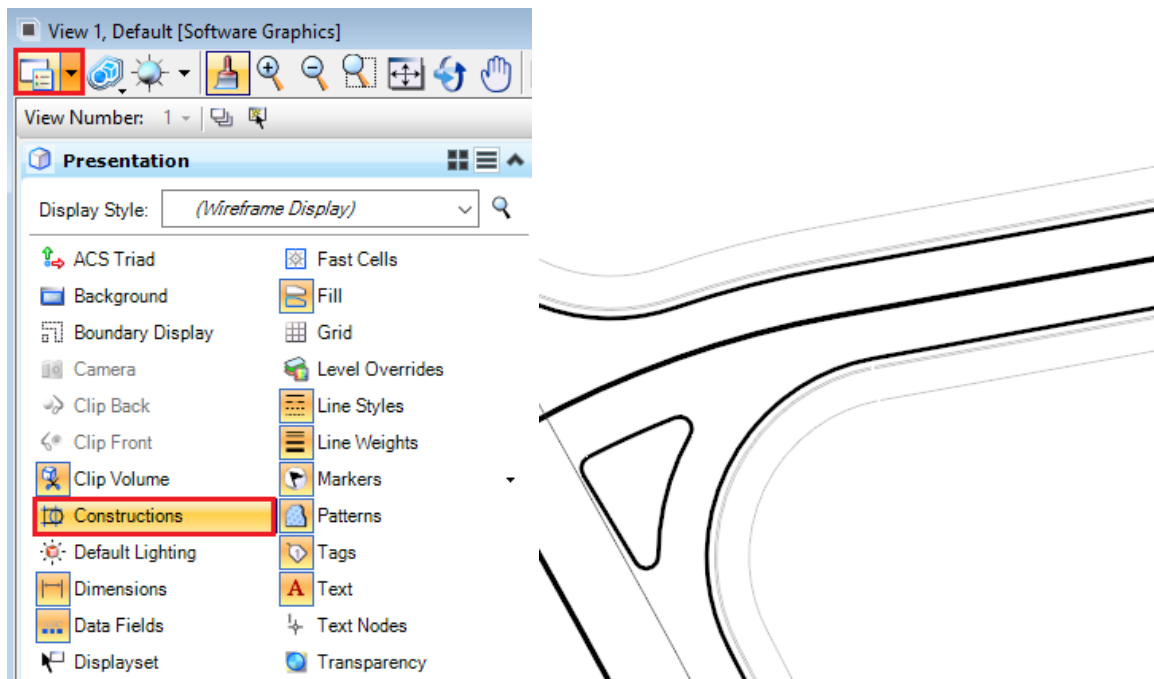 View 1, Default [Software Graphics]
View Number: 1
Presentation
Display Style: (Wireframe Display)
ACS Triad
Fast Cells
Background
Fill
Boundary Display
Grid
Camera
Level Overrides
Clip Back
Line Styles
Clip Front
Line Weights
Clip Volume
Markers
Constructions
Patterns
Default Lighting
Tags
Dimensions
A Text
Data Fields
Text Nodes
Displayset
Transparency